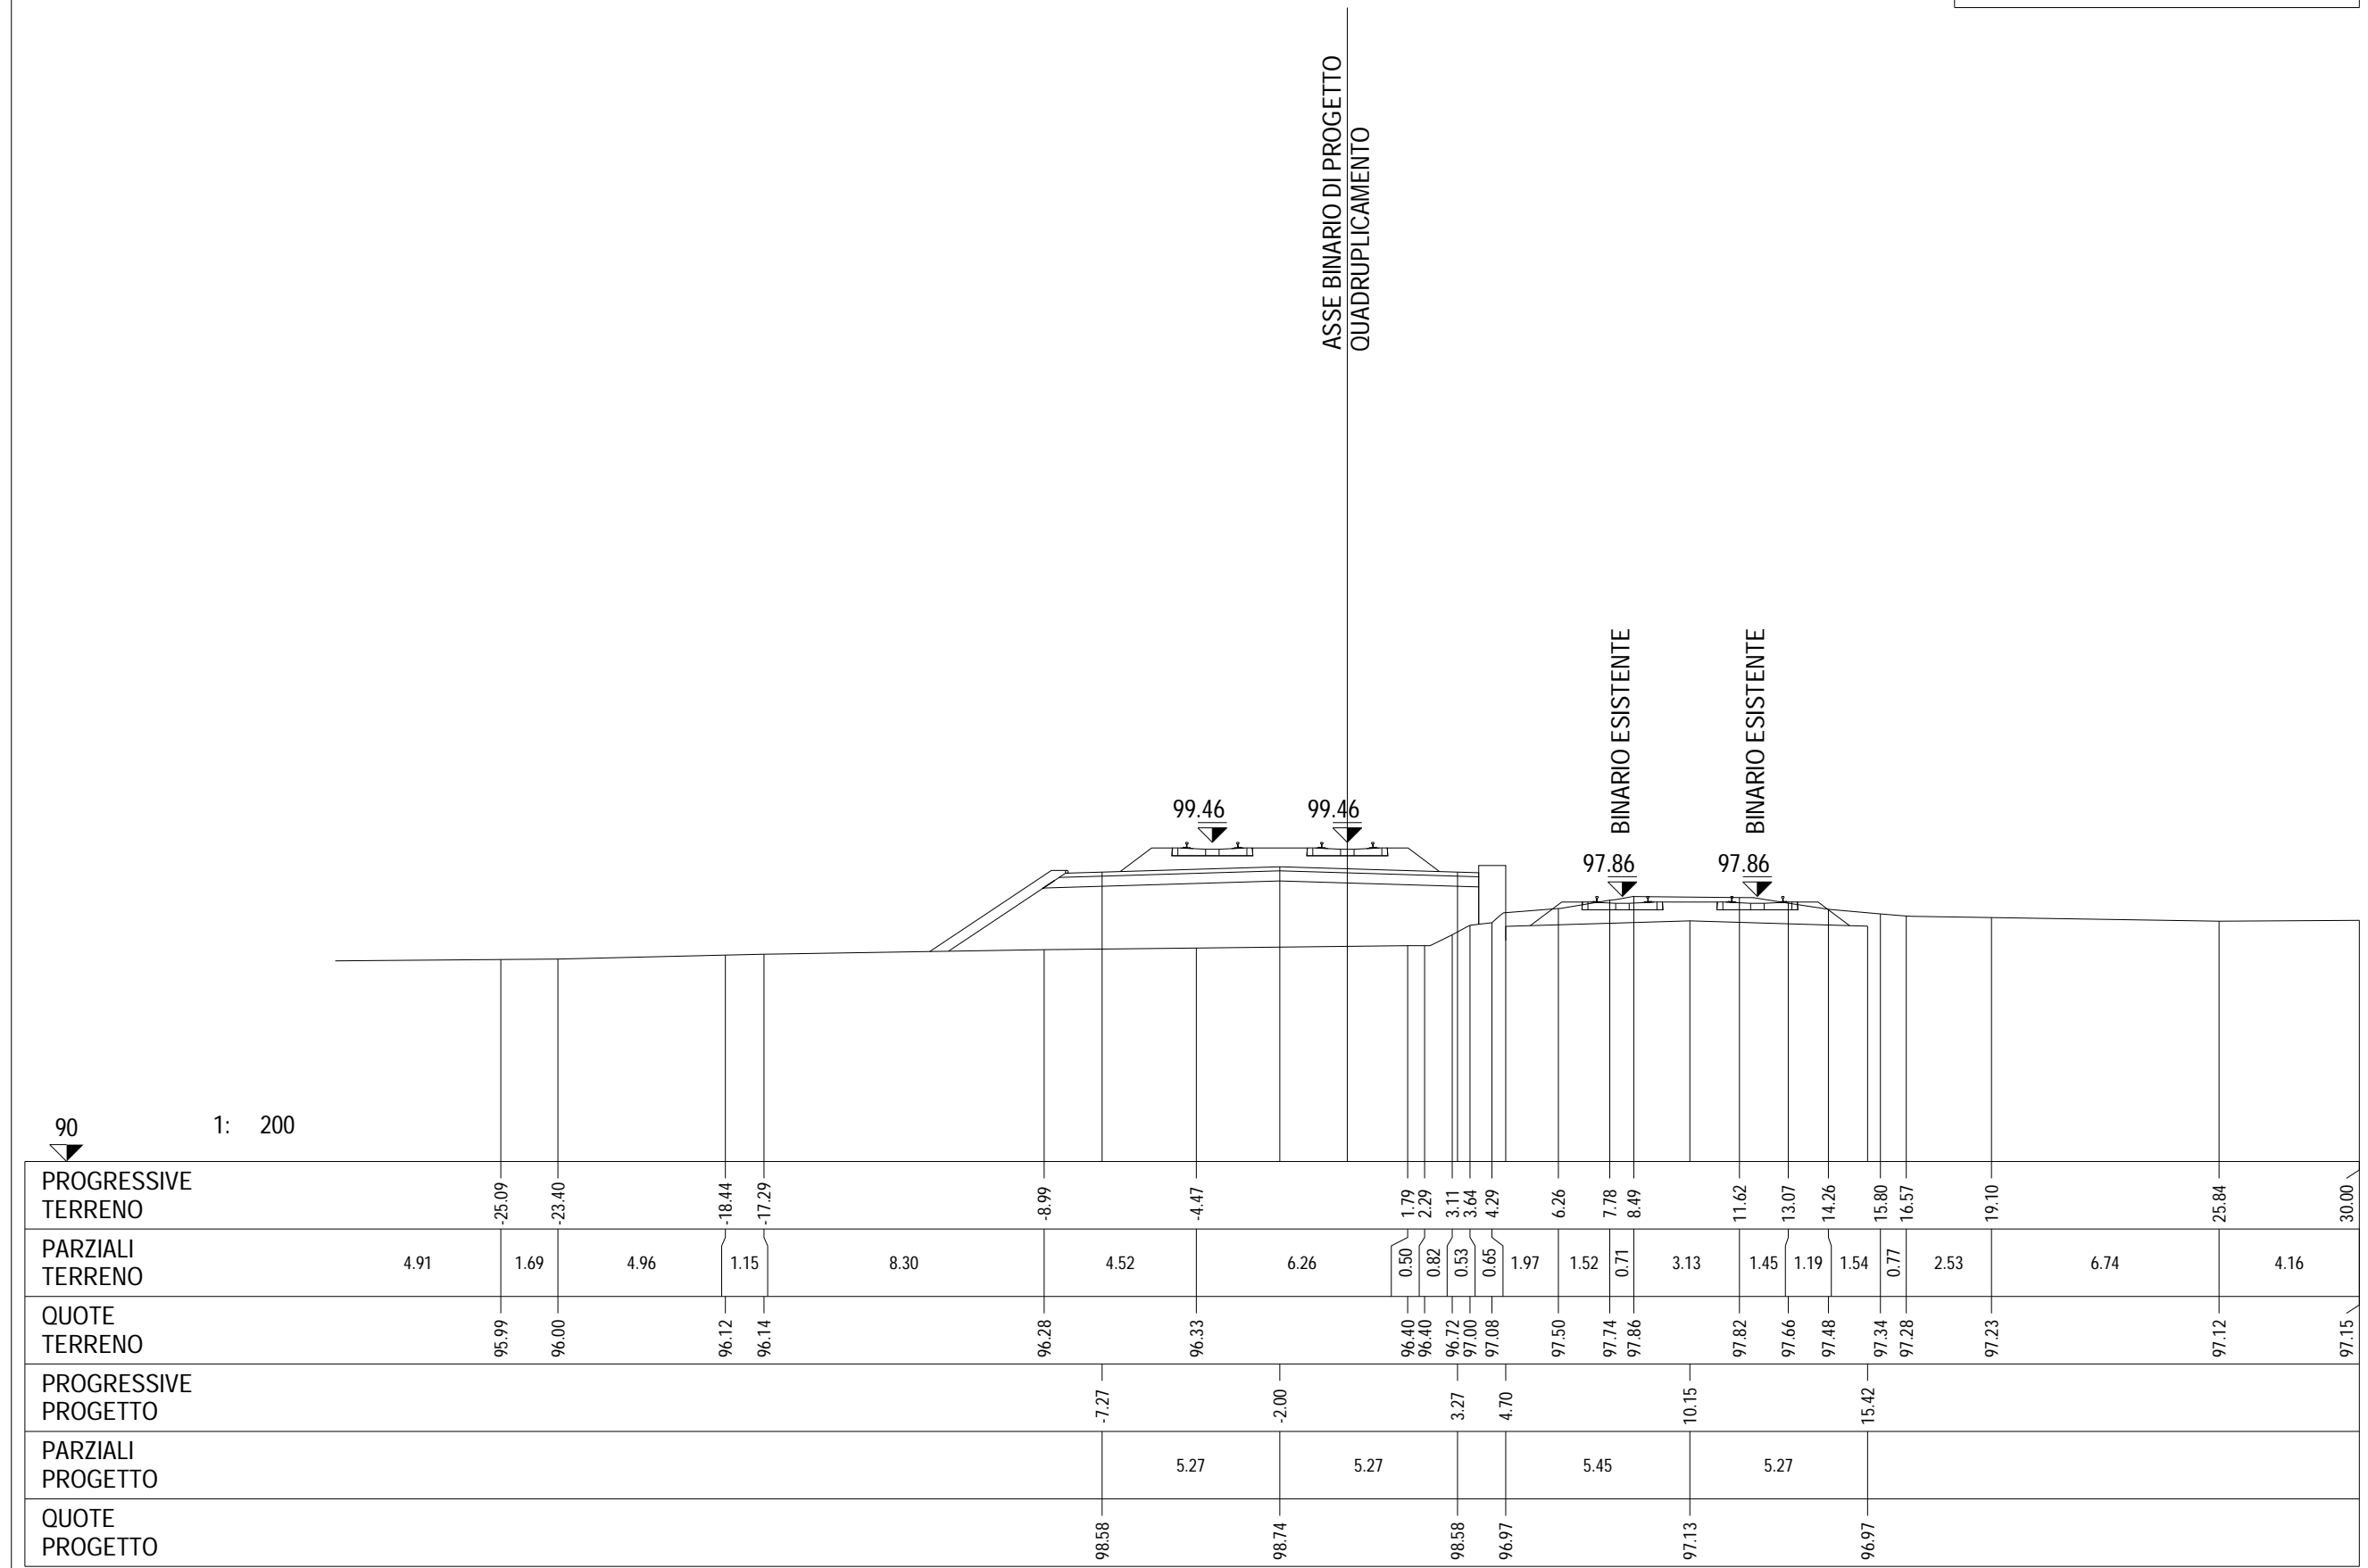 ASSE BINARIO DI PROGETTO
QUADRUPLICAMENTO
BINARIO ESISTENTE
BINARIO ESISTENTE
99.46
99.46
97.86
97.86
90
1: 200
PROGRESSIVE
TERRENO
-25.09 -23.40 -18.44 -17.29 -8.99 -4.47 1.79 2.29 3.11 3.64 4.29 6.26 7.78 8.49 11.62 13.07 14.26 15.80 16.57 19.10 25.84 30.00
PARZIALI
TERRENO
4.91 1.69 4.96 1.15 8.30 4.52 6.26 0.50 0.82 0.53 0.65 1.97 1.52 0.71 3.13 1.45 1.19 1.54 0.77 2.53 6.74 4.16
QUOTE
TERRENO
95.99 96.00 96.12 96.14 96.28 96.33 96.40 96.40 96.72 97.00 97.08 97.50 97.74 97.86 97.82 97.66 97.48 97.34 97.28 97.23 97.12 97.15
PROGRESSIVE
PROGETTO
-7.27 -2.00 3.27 4.70 10.15 15.42
PARZIALI
PROGETTO
5.27 5.27 5.45 5.27
QUOTE
PROGETTO
98.58 98.74 98.58 96.97 97.13 96.97